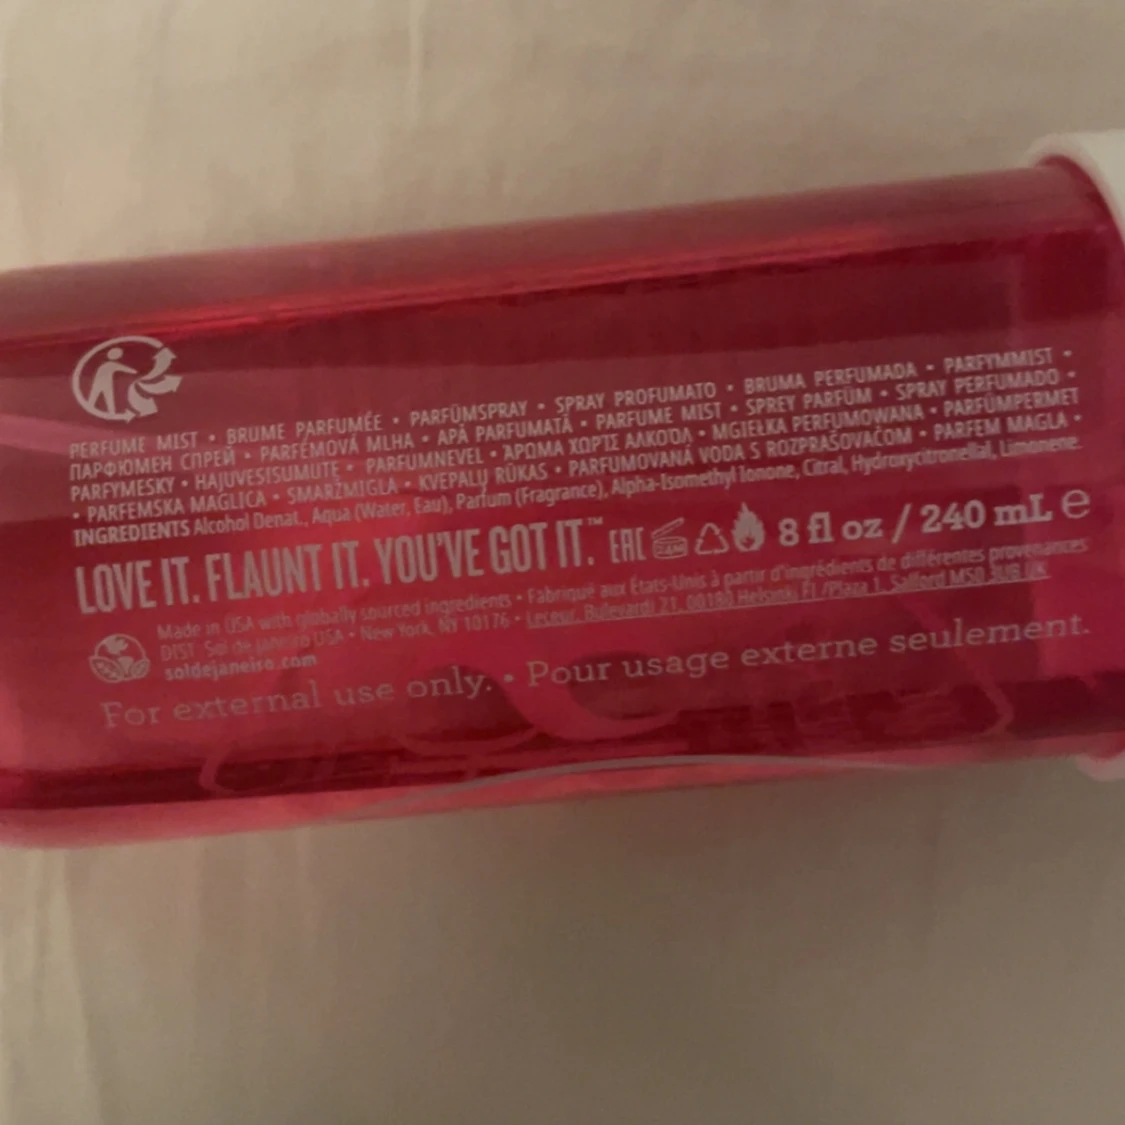 PERFUME MIST • BRUME PARFUMÉE • PARFÜMSPRAY • SPRAY PROFUMATO • BRUMA PERFUMADA • PARFYMMIST •
ПАРФЮМЕН СПРЕЙ • PARFÉMOVÁ MLHA • APĂ PARFUMATĂ • PARFUME MIST • SPREY PARFÜM • SPRAY PERFUMADO •
PARFYMESKY • HAJUVESISUMUTE • PARFUMNEVEL • ΆΡΩΜΑ ΧΩΡΙΣ ΑΛΚΟΌΛ • MGIEŁKA PERFUMOWANA • PARFÜMPERMET
• PARFEMSKA MAGLICA • SMARŽMIGLA • KVEPALŲ RŪKAS • PARFUMOVANÁ VODA S ROZPRAŠOVAČOM • PARFEM MAGLA •
INGREDIENTS Alcohol Denat., Aqua (Water, Eau), Parfum (Fragrance), Alpha-Isomethyl Ionone, Citral, Hydroxycitronellal, Limonene.
LOVE IT. FLAUNT IT. YOU'VE GOT IT.™ EAC 24M 8 fl oz / 240 mL ℮
Made in USA with globally sourced ingredients • Fabriqué aux États-Unis à partir d'ingrédients de différentes provenances
DIST. Sol de Janeiro USA • New York, NY 10176 • Leceur, Bulevardi 21, 00180 Helsinki FI /Plaza 1, Salford M50 3UB UK
soldejaneiro.com
For external use only. • Pour usage externe seulement.